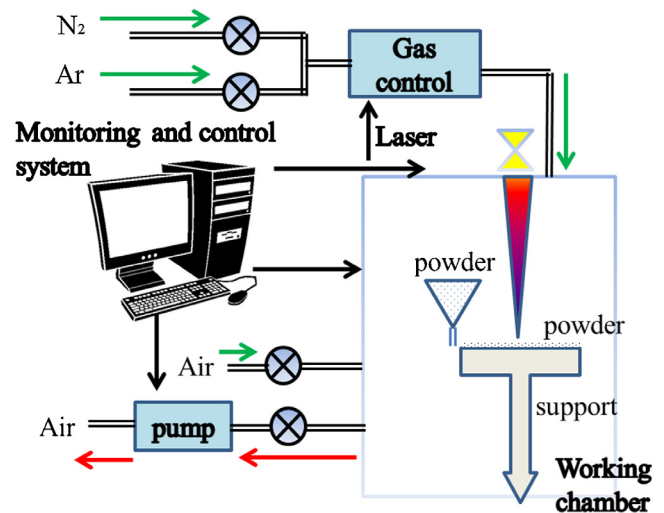 N₂
Ar
Gas
control
Monitoring and control
system
Laser
powder
powder
Air
support
Air
pump
Working
chamber